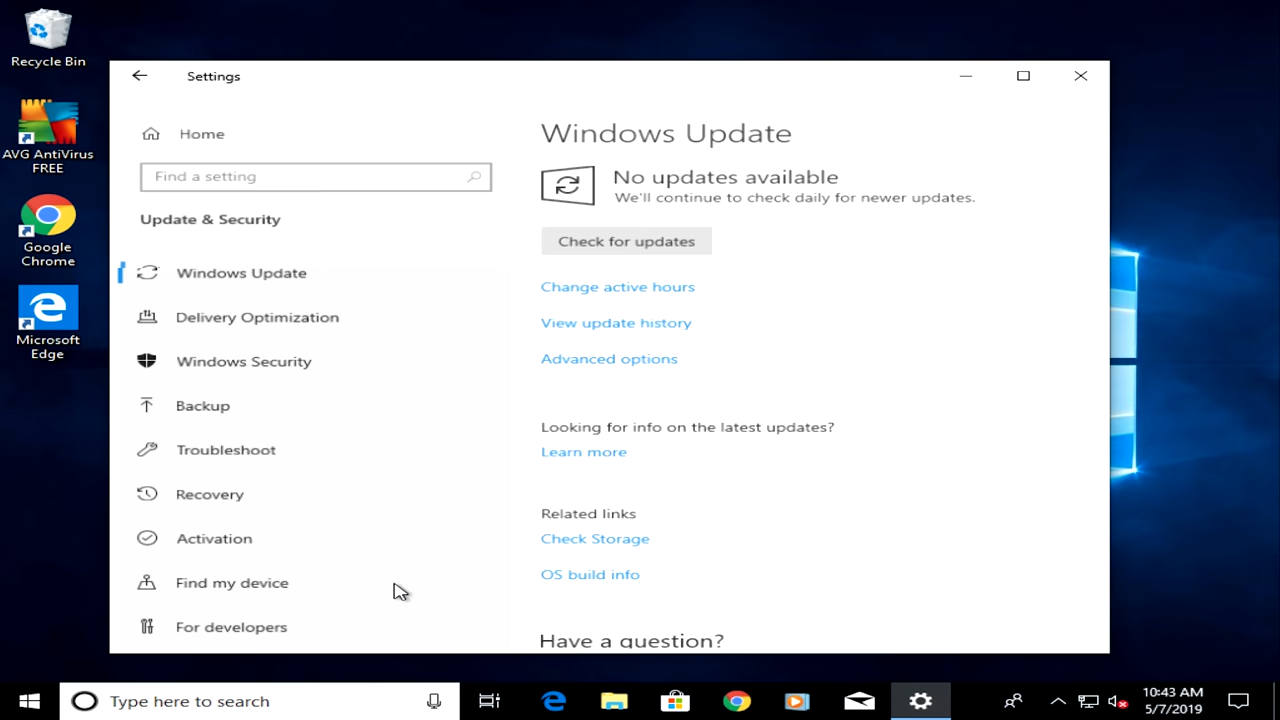 Recycle Bin
AVG AntiVirus
FREE
Google
Chrome
Microsoft
Edge
Settings
Home
Find a setting
Update & Security
Windows Update
Delivery Optimization
Windows Security
Backup
Troubleshoot
Recovery
Activation
Find my device
For developers
Windows Update
No updates available
We'll continue to check daily for newer updates.
Check for updates
Change active hours
View update history
Advanced options
Looking for info on the latest updates?
Learn more
Related links
Check Storage
OS build info
Have a question?
Type here to search
10:43 AM
5/7/2019